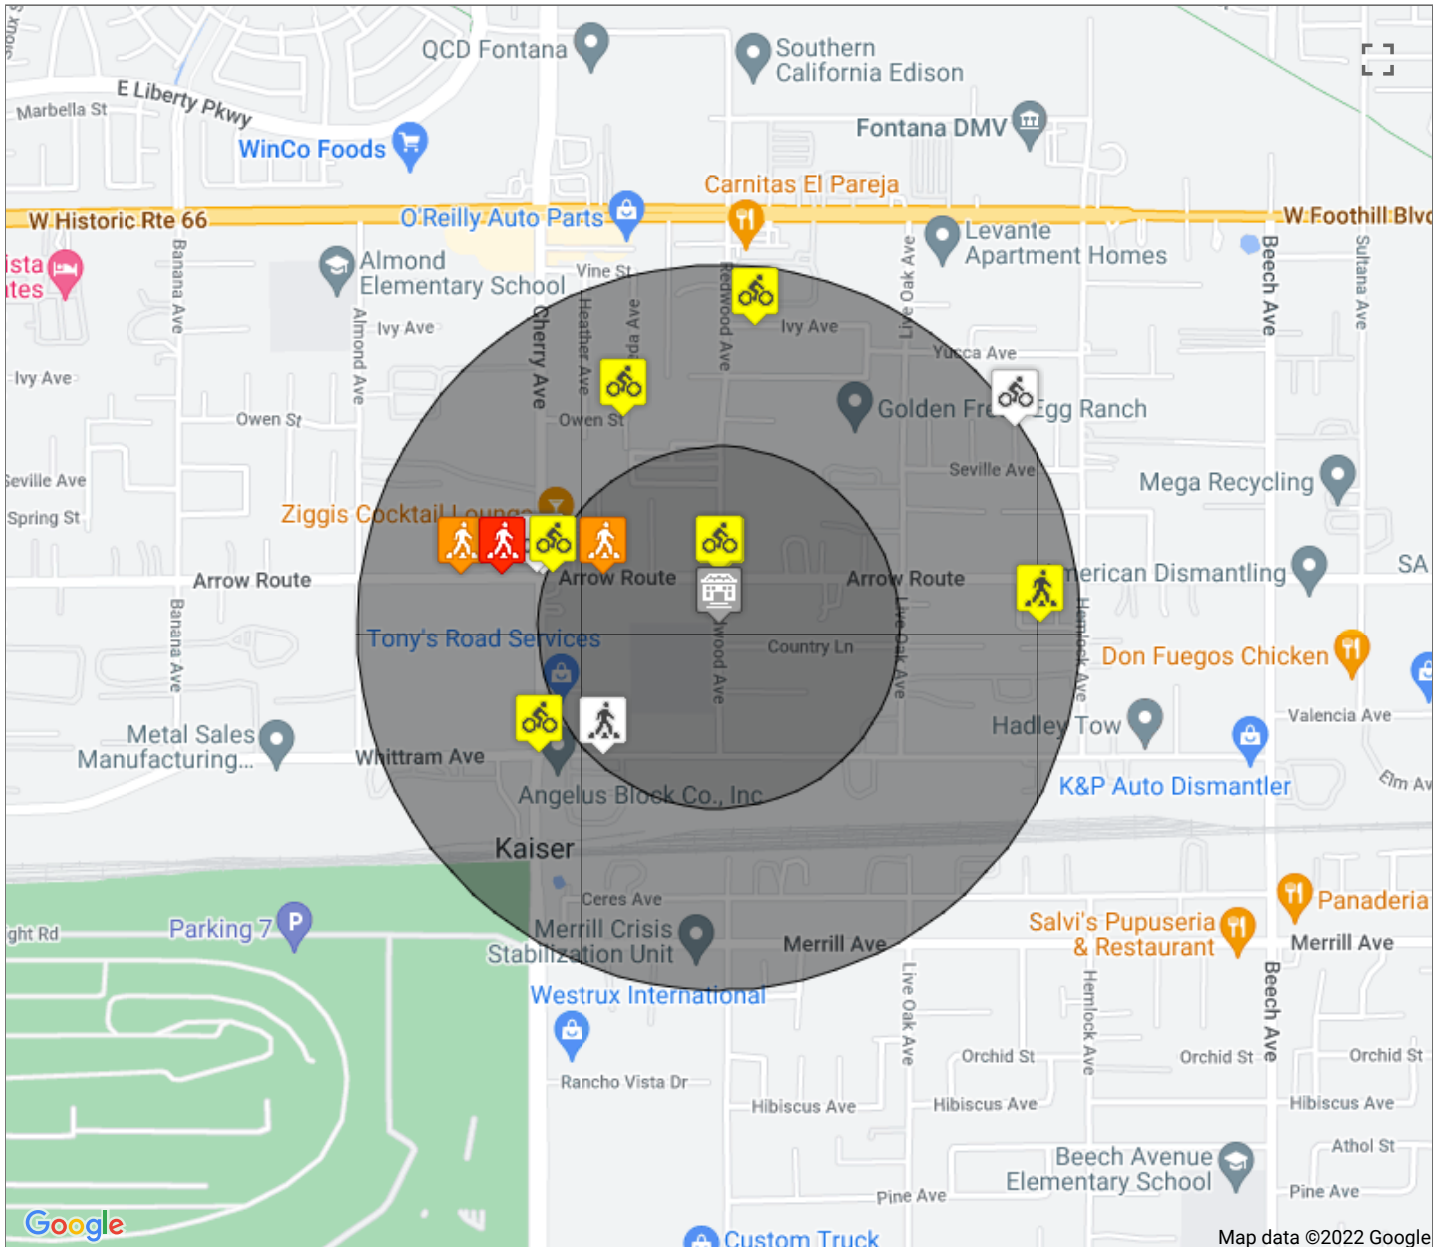 QCD Fontana
Southern
California Edison
E Liberty Pkwy
Marbella St
WinCo Foods
Fontana DMV
Carnitas El Pareja
W Historic Rte 66
O'Reilly Auto Parts
W Foothill Blvd
Levante
Apartment Homes
ista
tes
Almond
Elementary School
Vine St
Banana Ave
Redwood Ave
Live Oak Ave
Beech Ave
Sultana Ave
Ivy Ave
Ivy Ave
Yucca Ave
Almond Ave
Cherry Ave
Heather Ave
da Ave
Ivy Ave
Owen St
Owen St
Golden Fre
Egg Ranch
Seville Ave
Seville Ave
Mega Recycling
Spring St
Ziggis Cocktail Lounge
Arrow Route
Arrow Route
Arrow Route
merican Dismantling
SA
Banana Ave
Tony's Road Services
wood Ave
Country Ln
Live Oak Ave
Hemlock Ave
Don Fuegos Chicken
Metal Sales
Manufacturing...
Hadley Tow
Valencia Ave
Whittram Ave
K&P Auto Dismantler
Elm Av
Angelus Block Co., Inc
Kaiser
Ceres Ave
Panaderia
Parking 7
P
ght Rd
Merrill Crisis
Stabilization Unit
Merrill Ave
Salvi's Pupuseria
& Restaurant
Merrill Ave
Westrux International
Live Oak Ave
Hemlock Ave
Beech Ave
Orchid St
Orchid St
Orchid St
Rancho Vista Dr
Hibiscus Ave
Hibiscus Ave
Hibiscus Ave
Athol St
Beech Avenue
Elementary School
Pine Ave
Pine Ave
Google
Custom Truck
Map data ©2022 Google